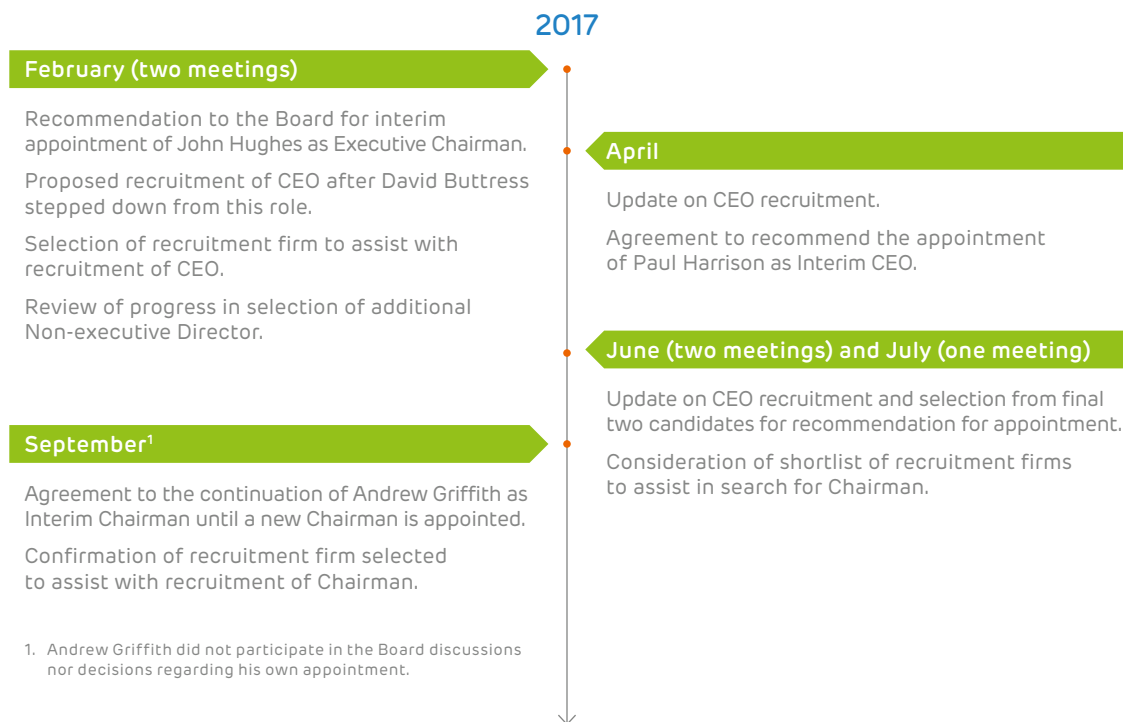 2017
February (two meetings)
Recommendation to the Board for interim
appointment of John Hughes as Executive Chairman.
Proposed recruitment of CEO after David Buttress
stepped down from this role.
Selection of recruitment firm to assist with
recruitment of CEO.
Review of progress in selection of additional
Non-executive Director.
April
Update on CEO recruitment.
Agreement to recommend the appointment
of Paul Harrison as Interim CEO.
June (two meetings) and July (one meeting)
Update on CEO recruitment and selection from final
two candidates for recommendation for appointment.
Consideration of shortlist of recruitment firms
to assist in search for Chairman.
September¹
Agreement to the continuation of Andrew Griffith as
Interim Chairman until a new Chairman is appointed.
Confirmation of recruitment firm selected
to assist with recruitment of Chairman.
1. Andrew Griffith did not participate in the Board discussions
nor decisions regarding his own appointment.